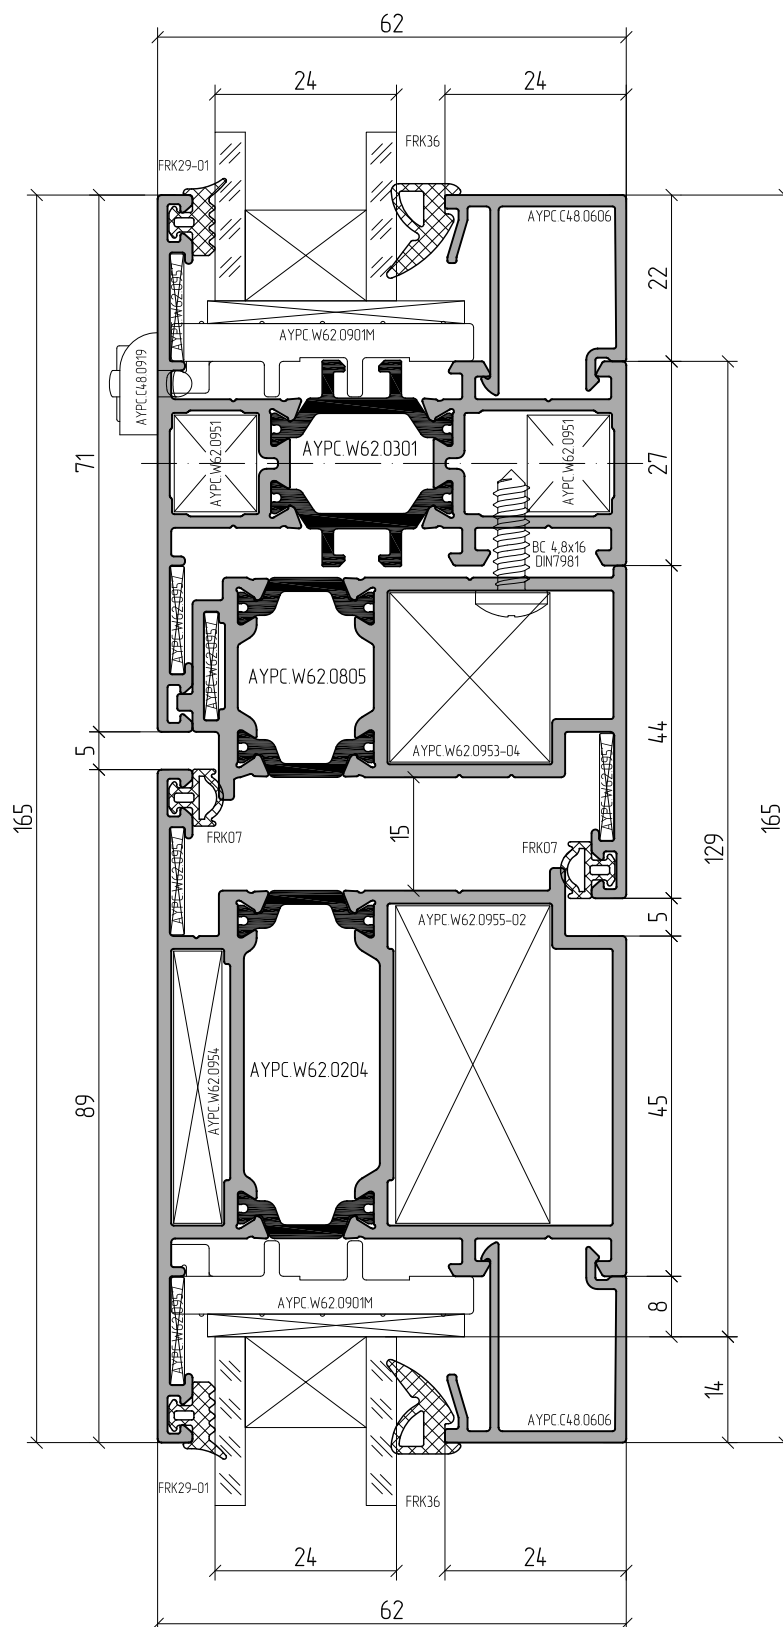 62
24
24
FRK29-01
FRK36
AYPC.C48.0606
AYPC.W62.0957
22
AYPC.W62.0901M
AYPC.C48.0919
AYPC.W62.0951
AYPC.W62.0301
AYPC.W62.0951
71
27
BC 4,8x16
DIN7981
AYPC.W62.0957
AYPC.W62.0957
AYPC.W62.0805
AYPC.W62.0953-04
44
5
AYPC.W62.0957
165
165
FRK07
15
FRK07
129
AYPC.W62.0957
AYPC.W62.0955-02
5
AYPC.W62.0954
AYPC.W62.0204
89
45
AYPC.W62.0901M
8
AYPC.W62.0957
14
AYPC.C48.0606
FRK29-01
FRK36
24
24
62